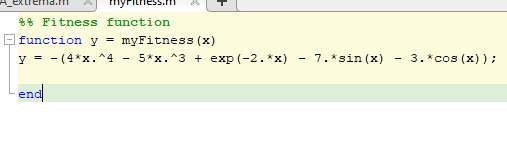 A_extrema.m myFitness.m +
%% Fitness function
function y = myFitness(x)
y = -(4*x.^4 - 5*x.^3 + exp(-2.*x) - 7.*sin(x) - 3.*cos(x));
end